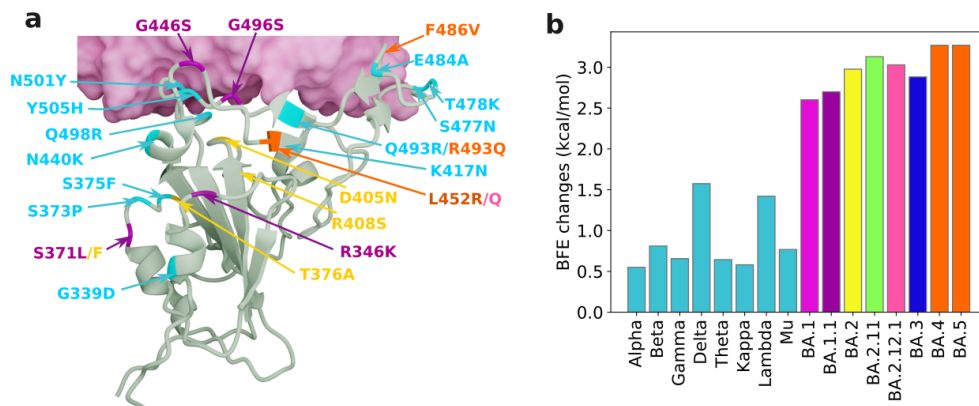 a
G446S
G496S
F486V
E484A
N501Y
Y505H
T478K
S477N
Q498R
Q493R/R493Q
N440K
K417N
S375F
D405N
L452R/Q
S373P
R408S
S371L/F
R346K
T376A
G339D
b
BFE changes (kcal/mol)
3.0
2.5
2.0
1.5
1.0
0.5
0.0
Alpha
Beta
Gamma
Delta
Theta
Kappa
Lambda
Mu
BA.1
BA.1.1
BA.2
BA.2.11
BA.2.12.1
BA.3
BA.4
BA.5